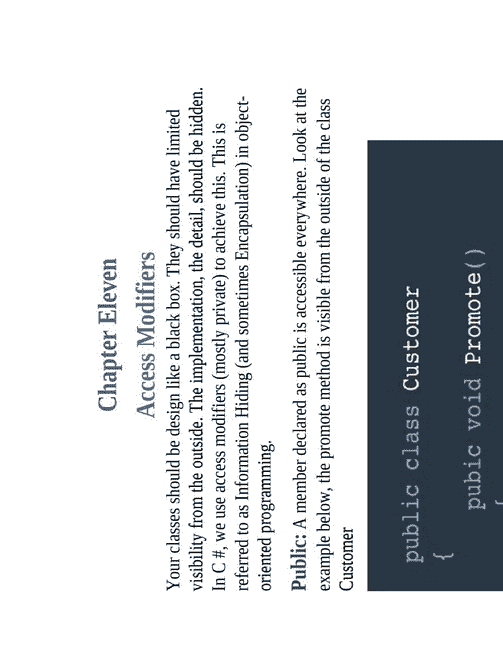 Chapter Eleven
Access Modifiers
Your classes should be design like a black box. They should have limited
visibility from the outside. The implementation, the detail, should be hidden.
In C #, we use access modifiers (mostly private) to achieve this. This is
referred to as Information Hiding (and sometimes Encapsulation) in object-
oriented programming.
Public: A member declared as public is accessible everywhere. Look at the
example below, the promote method is visible from the outside of the class
Customer
public class Customer
{
pubic void Promote()
{